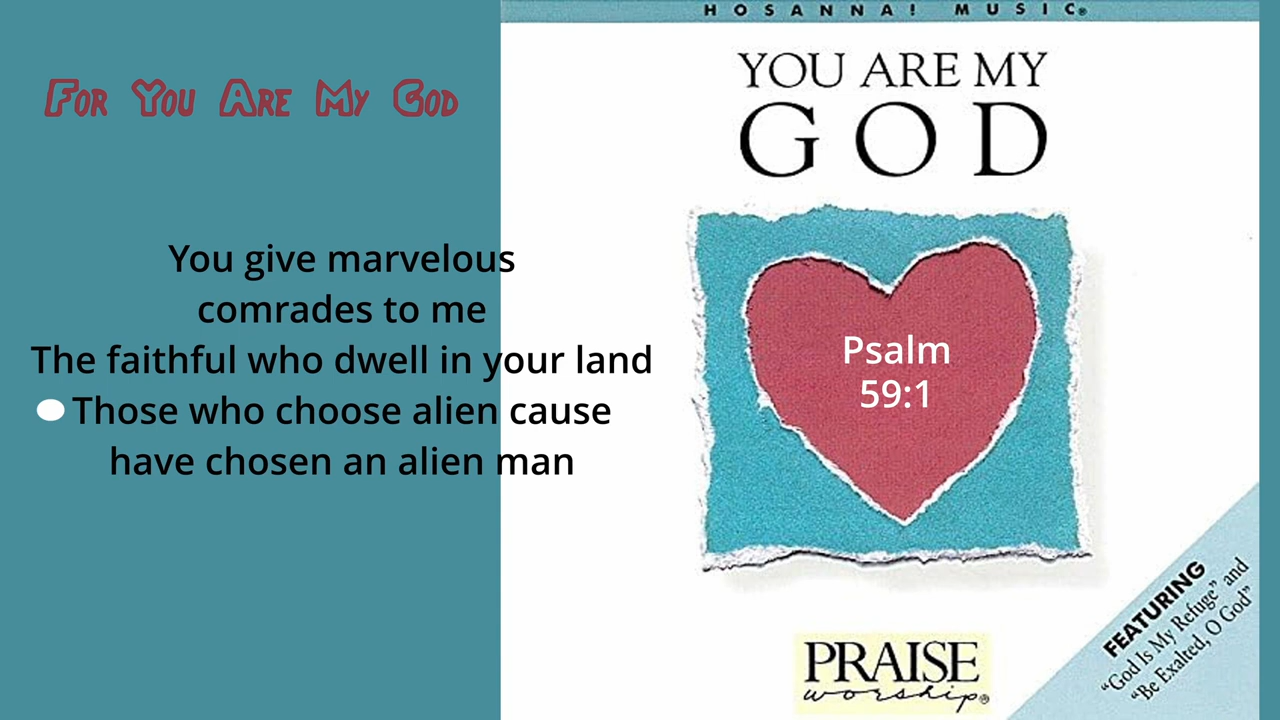 HOSANNA! MUSIC®
For You Are My God
YOU ARE MY
GOD
You give marvelous
comrades to me
The faithful who dwell in your land
Those who choose alien cause
have chosen an alien man
Psalm
59:1
FEATURING
“God Is My Refuge” and
“Be Exalted, O God”
PRAISE
worship®